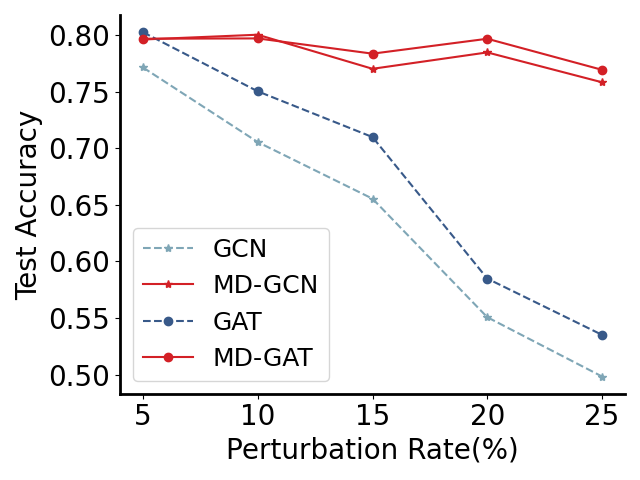 0.80
0.75
0.70
0.65
0.60
0.55
0.50
Test Accuracy
GCN
MD-GCN
GAT
MD-GAT
5 10 15 20 25
Perturbation Rate(%)